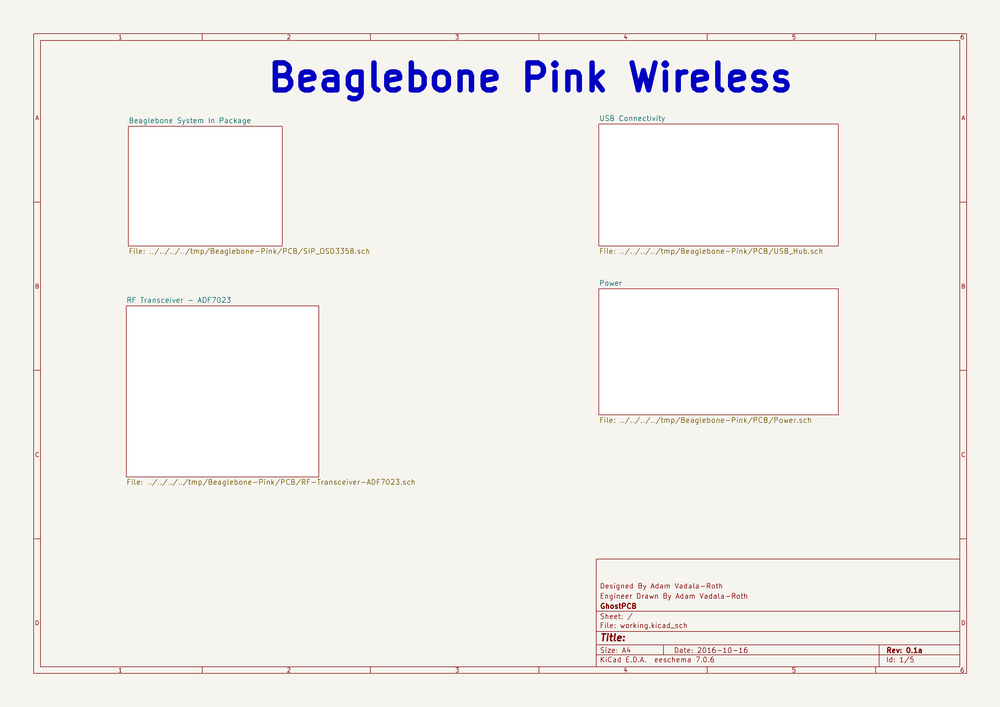 1 2 3 4 5 6
Beaglebone Pink Wireless
A A
Beaglebone System In Package
USB Connectivity
File: ../../../../tmp/Beaglebone-Pink/PCB/SiP_OSD3358.sch
File: ../../../../tmp/Beaglebone-Pink/PCB/USB_Hub.sch
B B
RF Transceiver - ADF7023
Power
File: ../../../../tmp/Beaglebone-Pink/PCB/Power.sch
C C
File: ../../../../tmp/Beaglebone-Pink/PCB/RF-Transceiver-ADF7023.sch
Designed By Adam Vadala-Roth
Engineer Drawn By Adam Vadala-Roth
GhostPCB
Sheet: /
File: working.kicad_sch
D D
Title:
Size: A4 Date: 2016-10-16 Rev: 0.1a
KiCad E.D.A. eeschema 7.0.6 Id: 1/5
1 2 3 4 5 6